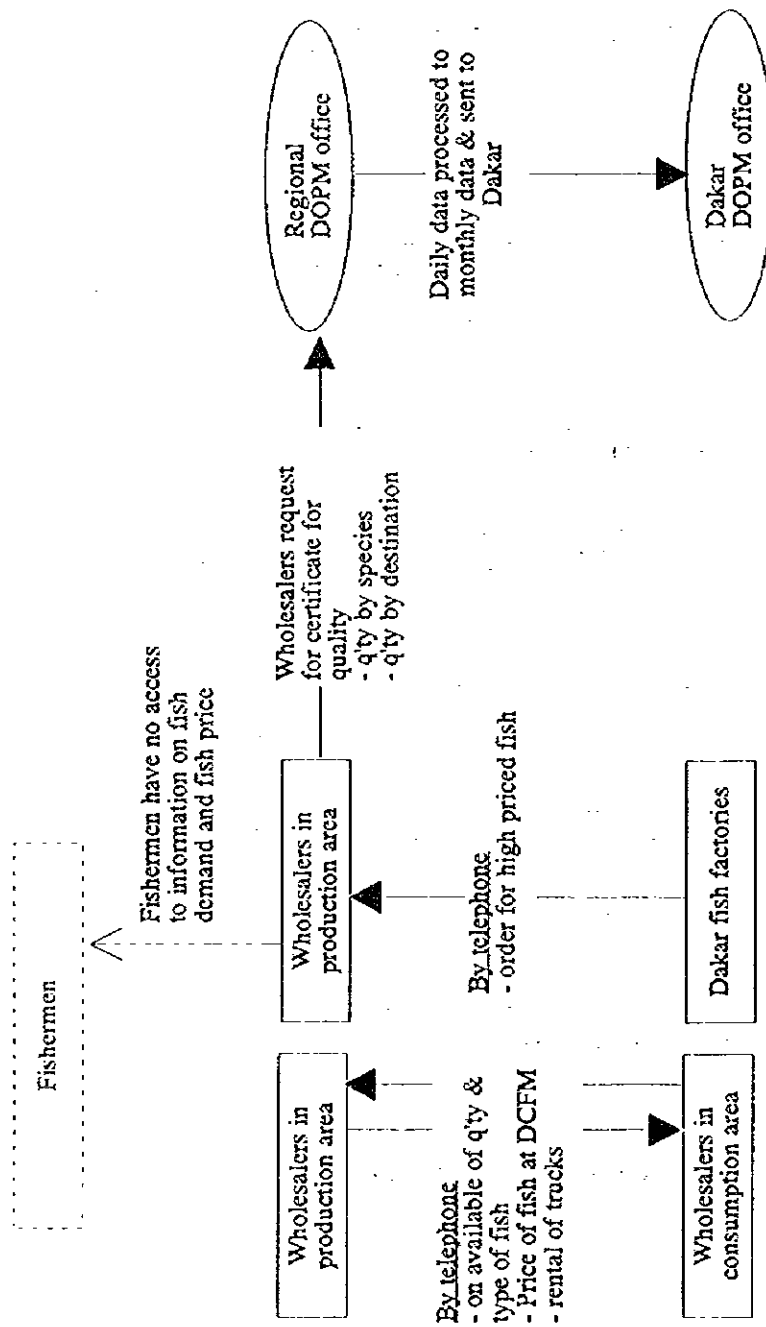 Fishermen
Fishermen have no access
to information on fish
demand and fish price
Wholesalers in
production area
Wholesalers in
production area
Wholesalers request
for certificate for
quality
- q'ty by species
- q'ty by destination
Regional
DOPM office
By telephone
- on available of q'ty &
type of fish
- Price of fish at DCFM
- rental of trucks
By telephone
- order for high priced fish
Daily data processed to
monthly data & sent to
Dakar
Wholesalers in
consumption area
Dakar fish factories
Dakar
DOPM office